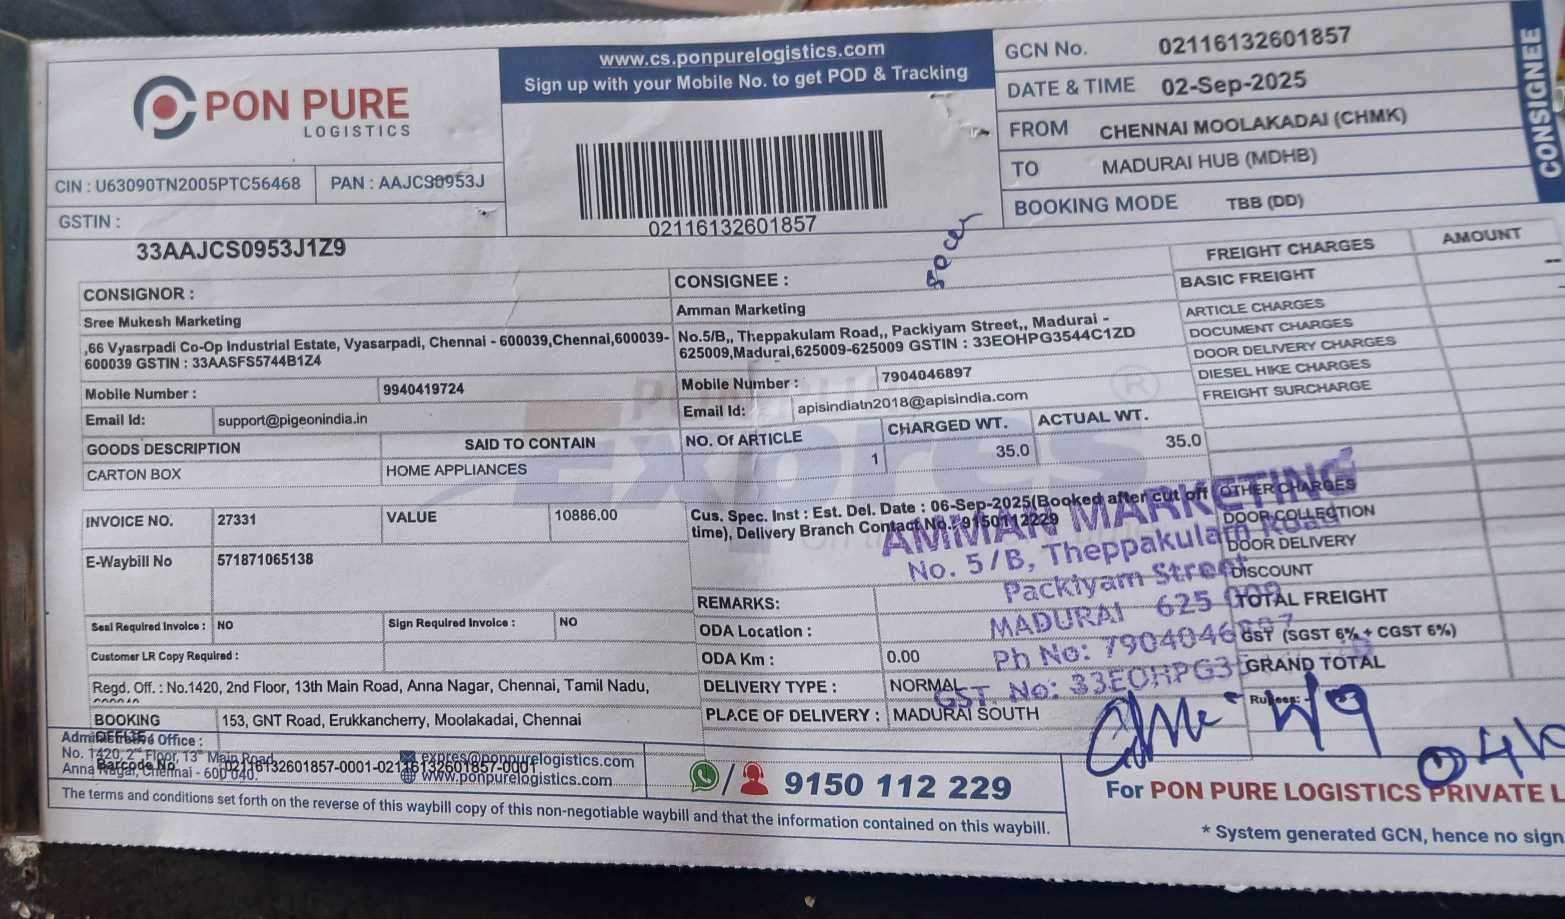 PON PURE
LOGISTICS
www.cs.ponpurelogistics.com
Sign up with your Mobile No. to get POD & Tracking
GCN No. 02116132601857
DATE & TIME 02-Sep-2025
FROM CHENNAI MOOLAKADAI (CHMK)
TO MADURAI HUB (MDHB)
BOOKING MODE TBB (DD)
CONSIGNEE
CIN : U63090TN2005PTC56468 PAN : AAJCS0953J
GSTIN :
33AAJCS0953J1Z9
02116132601857
CONSIGNOR :
Sree Mukesh Marketing
,66 Vyasrpadi Co-Op Industrial Estate, Vyasarpadi, Chennai - 600039,Chennai,600039-
600039 GSTIN : 33AASFS5744B1Z4
Mobile Number : 9940419724
Email Id: support@pigeonindia.in
CONSIGNEE :
Amman Marketing
No.5/B,, Theppakulam Road,, Packiyam Street,, Madurai -
625009,Madurai,625009-625009 GSTIN : 33EOHPG3544C1ZD
Mobile Number : 7904046897
Email Id: apisindiatn2018@apisindia.com
FREIGHT CHARGES AMOUNT
BASIC FREIGHT --
ARTICLE CHARGES
DOCUMENT CHARGES
DOOR DELIVERY CHARGES
DIESEL HIKE CHARGES
FREIGHT SURCHARGE
GOODS DESCRIPTION SAID TO CONTAIN NO. Of ARTICLE CHARGED WT. ACTUAL WT.
CARTON BOX HOME APPLIANCES 1 35.0 35.0
Expres
INVOICE NO. 27331 VALUE 10886.00
E-Waybill No 571871065138
Seal Required Invoice : NO Sign Required Invoice : NO
Customer LR Copy Required :
Cus. Spec. Inst : Est. Del. Date : 06-Sep-2025(Booked after cut off
time), Delivery Branch Contact No.: 9150112229
REMARKS:
ODA Location :
ODA Km : 0.00
DELIVERY TYPE : NORMAL
PLACE OF DELIVERY : MADURAI SOUTH
OTHER CHARGES
DOOR COLLECTION
DOOR DELIVERY
DISCOUNT
TOTAL FREIGHT
GST (SGST 6% + CGST 6%)
GRAND TOTAL
Rupees:
AMMAN MARKETING
No. 5/B, Theppakulam Road
Packiyam Street
MADURAI 625 009
Ph No: 7904046897
GST No: 33EOHPG3
Regd. Off. : No.1420, 2nd Floor, 13th Main Road, Anna Nagar, Chennai, Tamil Nadu,
BOOKING 153, GNT Road, Erukkancherry, Moolakadai, Chennai
OFFICE
Administrative Office :
No. 1420, 2nd Floor, 13th Main Road,
Anna Nagar, Chennai - 600 040.
Barcode No 02116132601857-0001-02116132601857-0001
expres@ponpurelogistics.com
www.ponpurelogistics.com
9150 112 229
The terms and conditions set forth on the reverse of this waybill copy of this non-negotiable waybill and that the information contained on this waybill.
For PON PURE LOGISTICS PRIVATE L
* System generated GCN, hence no sign